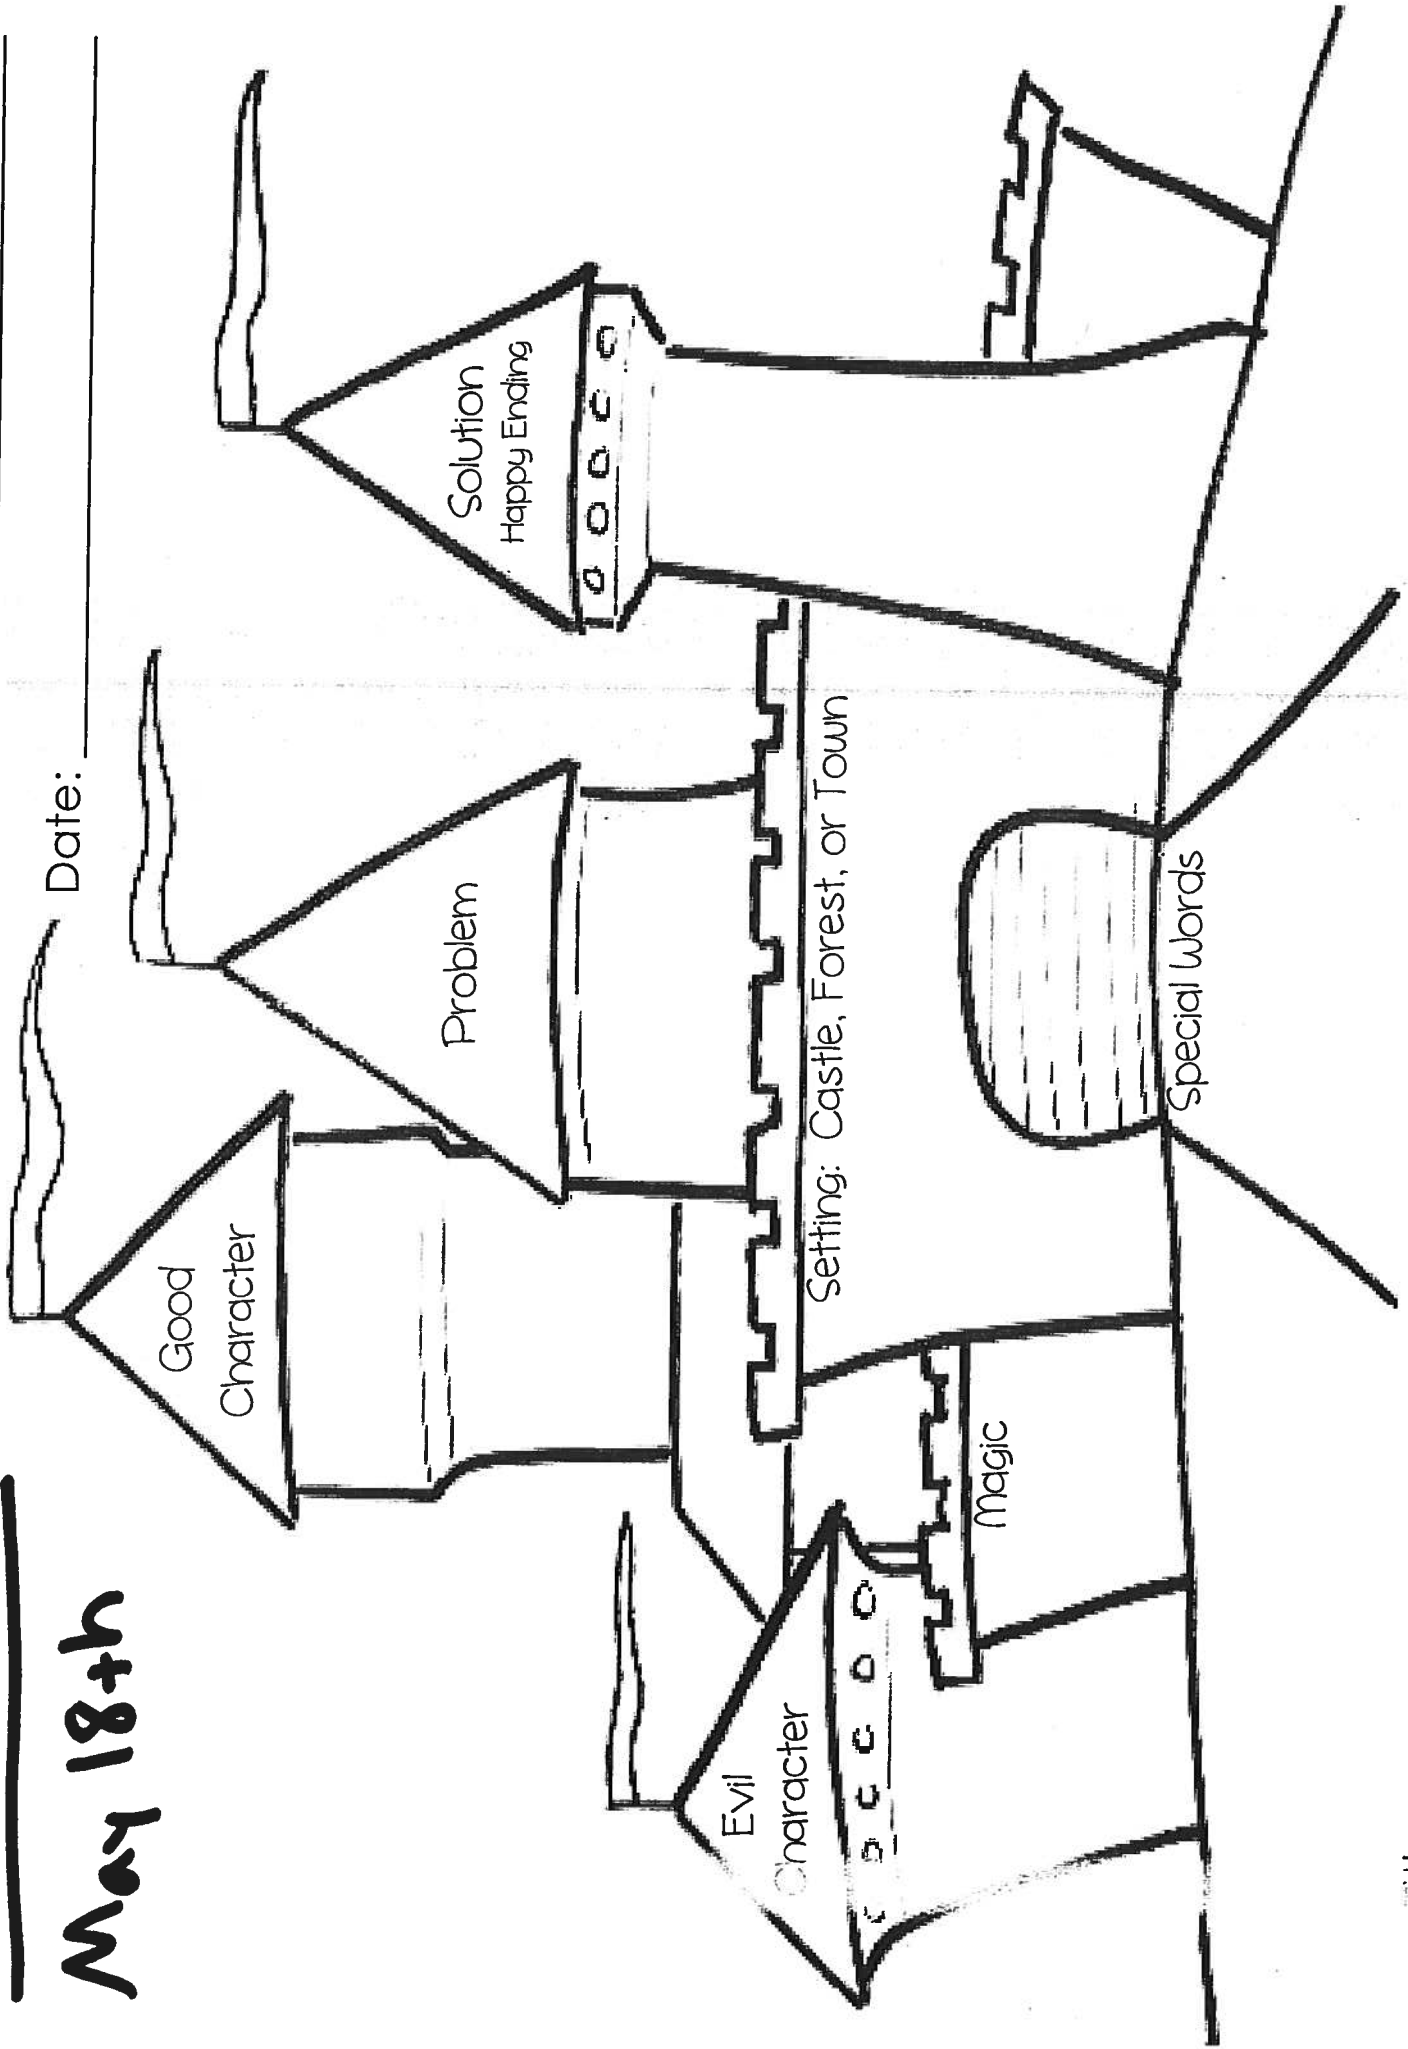 May 18th
Date:
Good
Character
Problem
Solution
Happy Ending
Evil
Character
Setting: Castle, Forest, or Town
Magic
Special Words